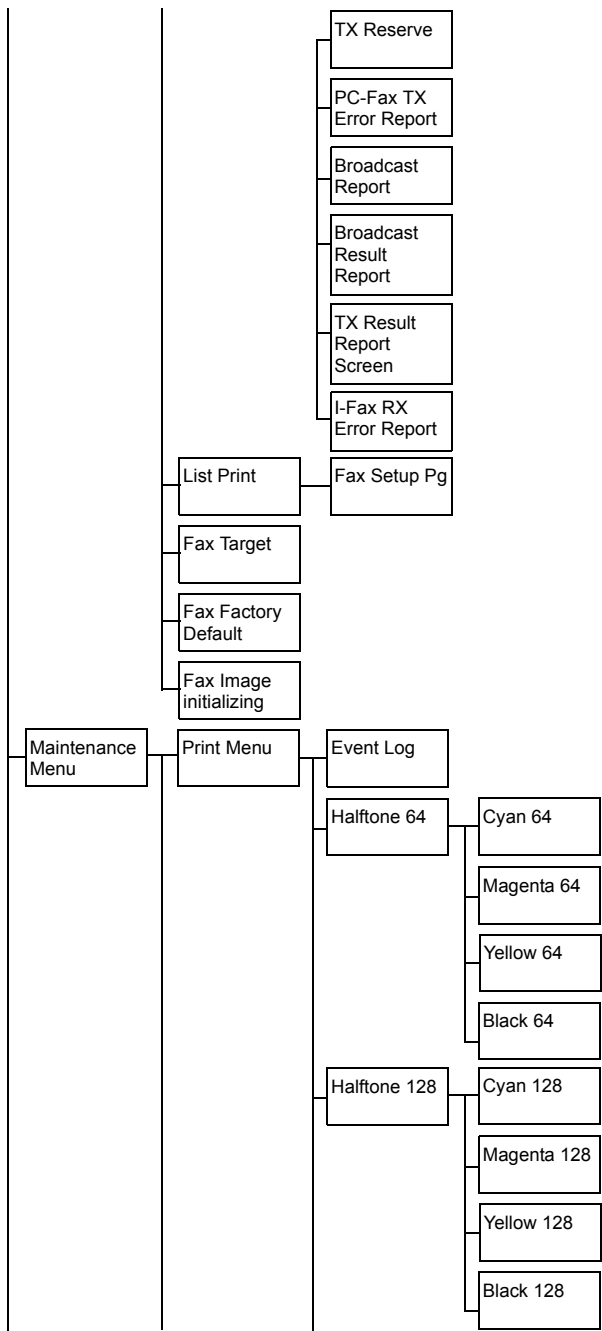 TX Reserve
PC-Fax TX
Error Report
Broadcast
Report
Broadcast
Result
Report
TX Result
Report
Screen
I-Fax RX
Error Report
List Print
Fax Setup Pg
Fax Target
Fax Factory
Default
Fax Image
initializing
Maintenance
Menu
Print Menu
Event Log
Halftone 64
Cyan 64
Magenta 64
Yellow 64
Black 64
Halftone 128
Cyan 128
Magenta 128
Yellow 128
Black 128